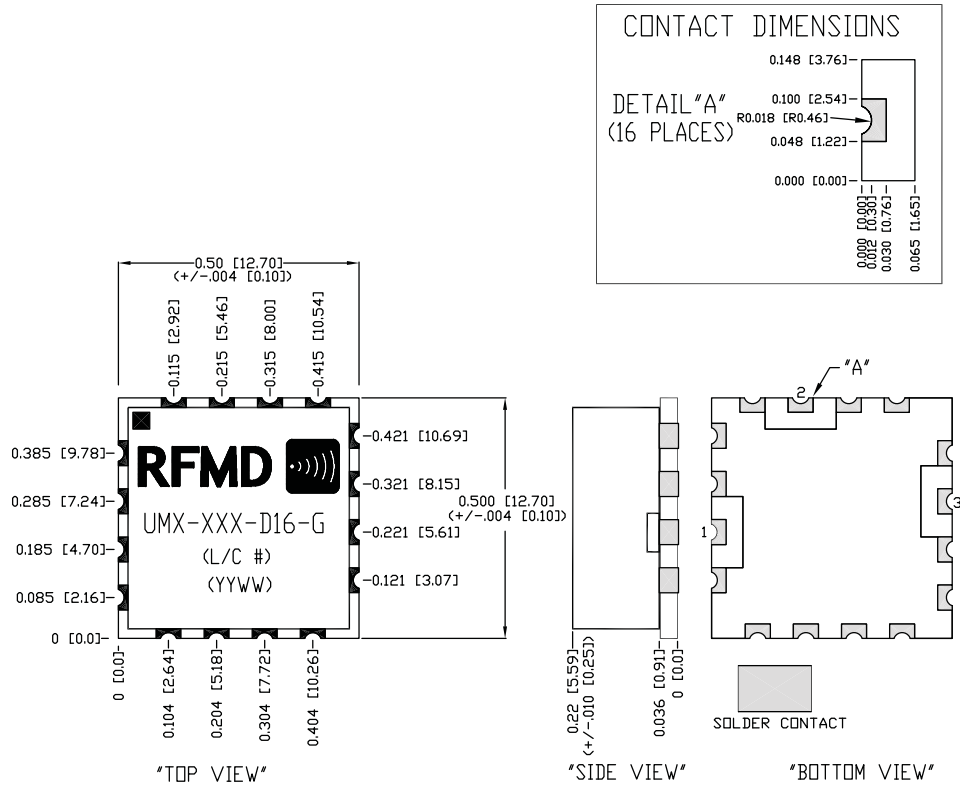 CONTACT DIMENSIONS
0.148 [3.76]
DETAIL"A"
(16 PLACES)
0.100 [2.54]
R0.018 [R0.46]
0.048 [1.22]
0.000 [0.00]
0.000 [0.00]
0.012 [0.30]
0.030 [0.76]
0.065 [1.65]
0.50 [12.70]
(+/-.004 [0.10])
0.115 [2.92]
0.215 [5.46]
0.315 [8.00]
0.415 [10.54]
0.385 [9.78]
0.285 [7.24]
0.185 [4.70]
0.085 [2.16]
0 [0.0]
RFMD
UMX-XXX-D16-G
(L/C #)
(YYWW)
0.421 [10.69]
0.321 [8.15]
0.221 [5.61]
0.121 [3.07]
0.500 [12.70]
(+/-.004 [0.10])
0 [0.0]
0.104 [2.64]
0.204 [5.18]
0.304 [7.72]
0.404 [10.26]
"TOP VIEW"
0.22 [5.59]
(+/-.010 [0.25])
0.036 [0.91]
0 [0.0]
"SIDE VIEW"
"A"
2
1
3
SOLDER CONTACT
"BOTTOM VIEW"